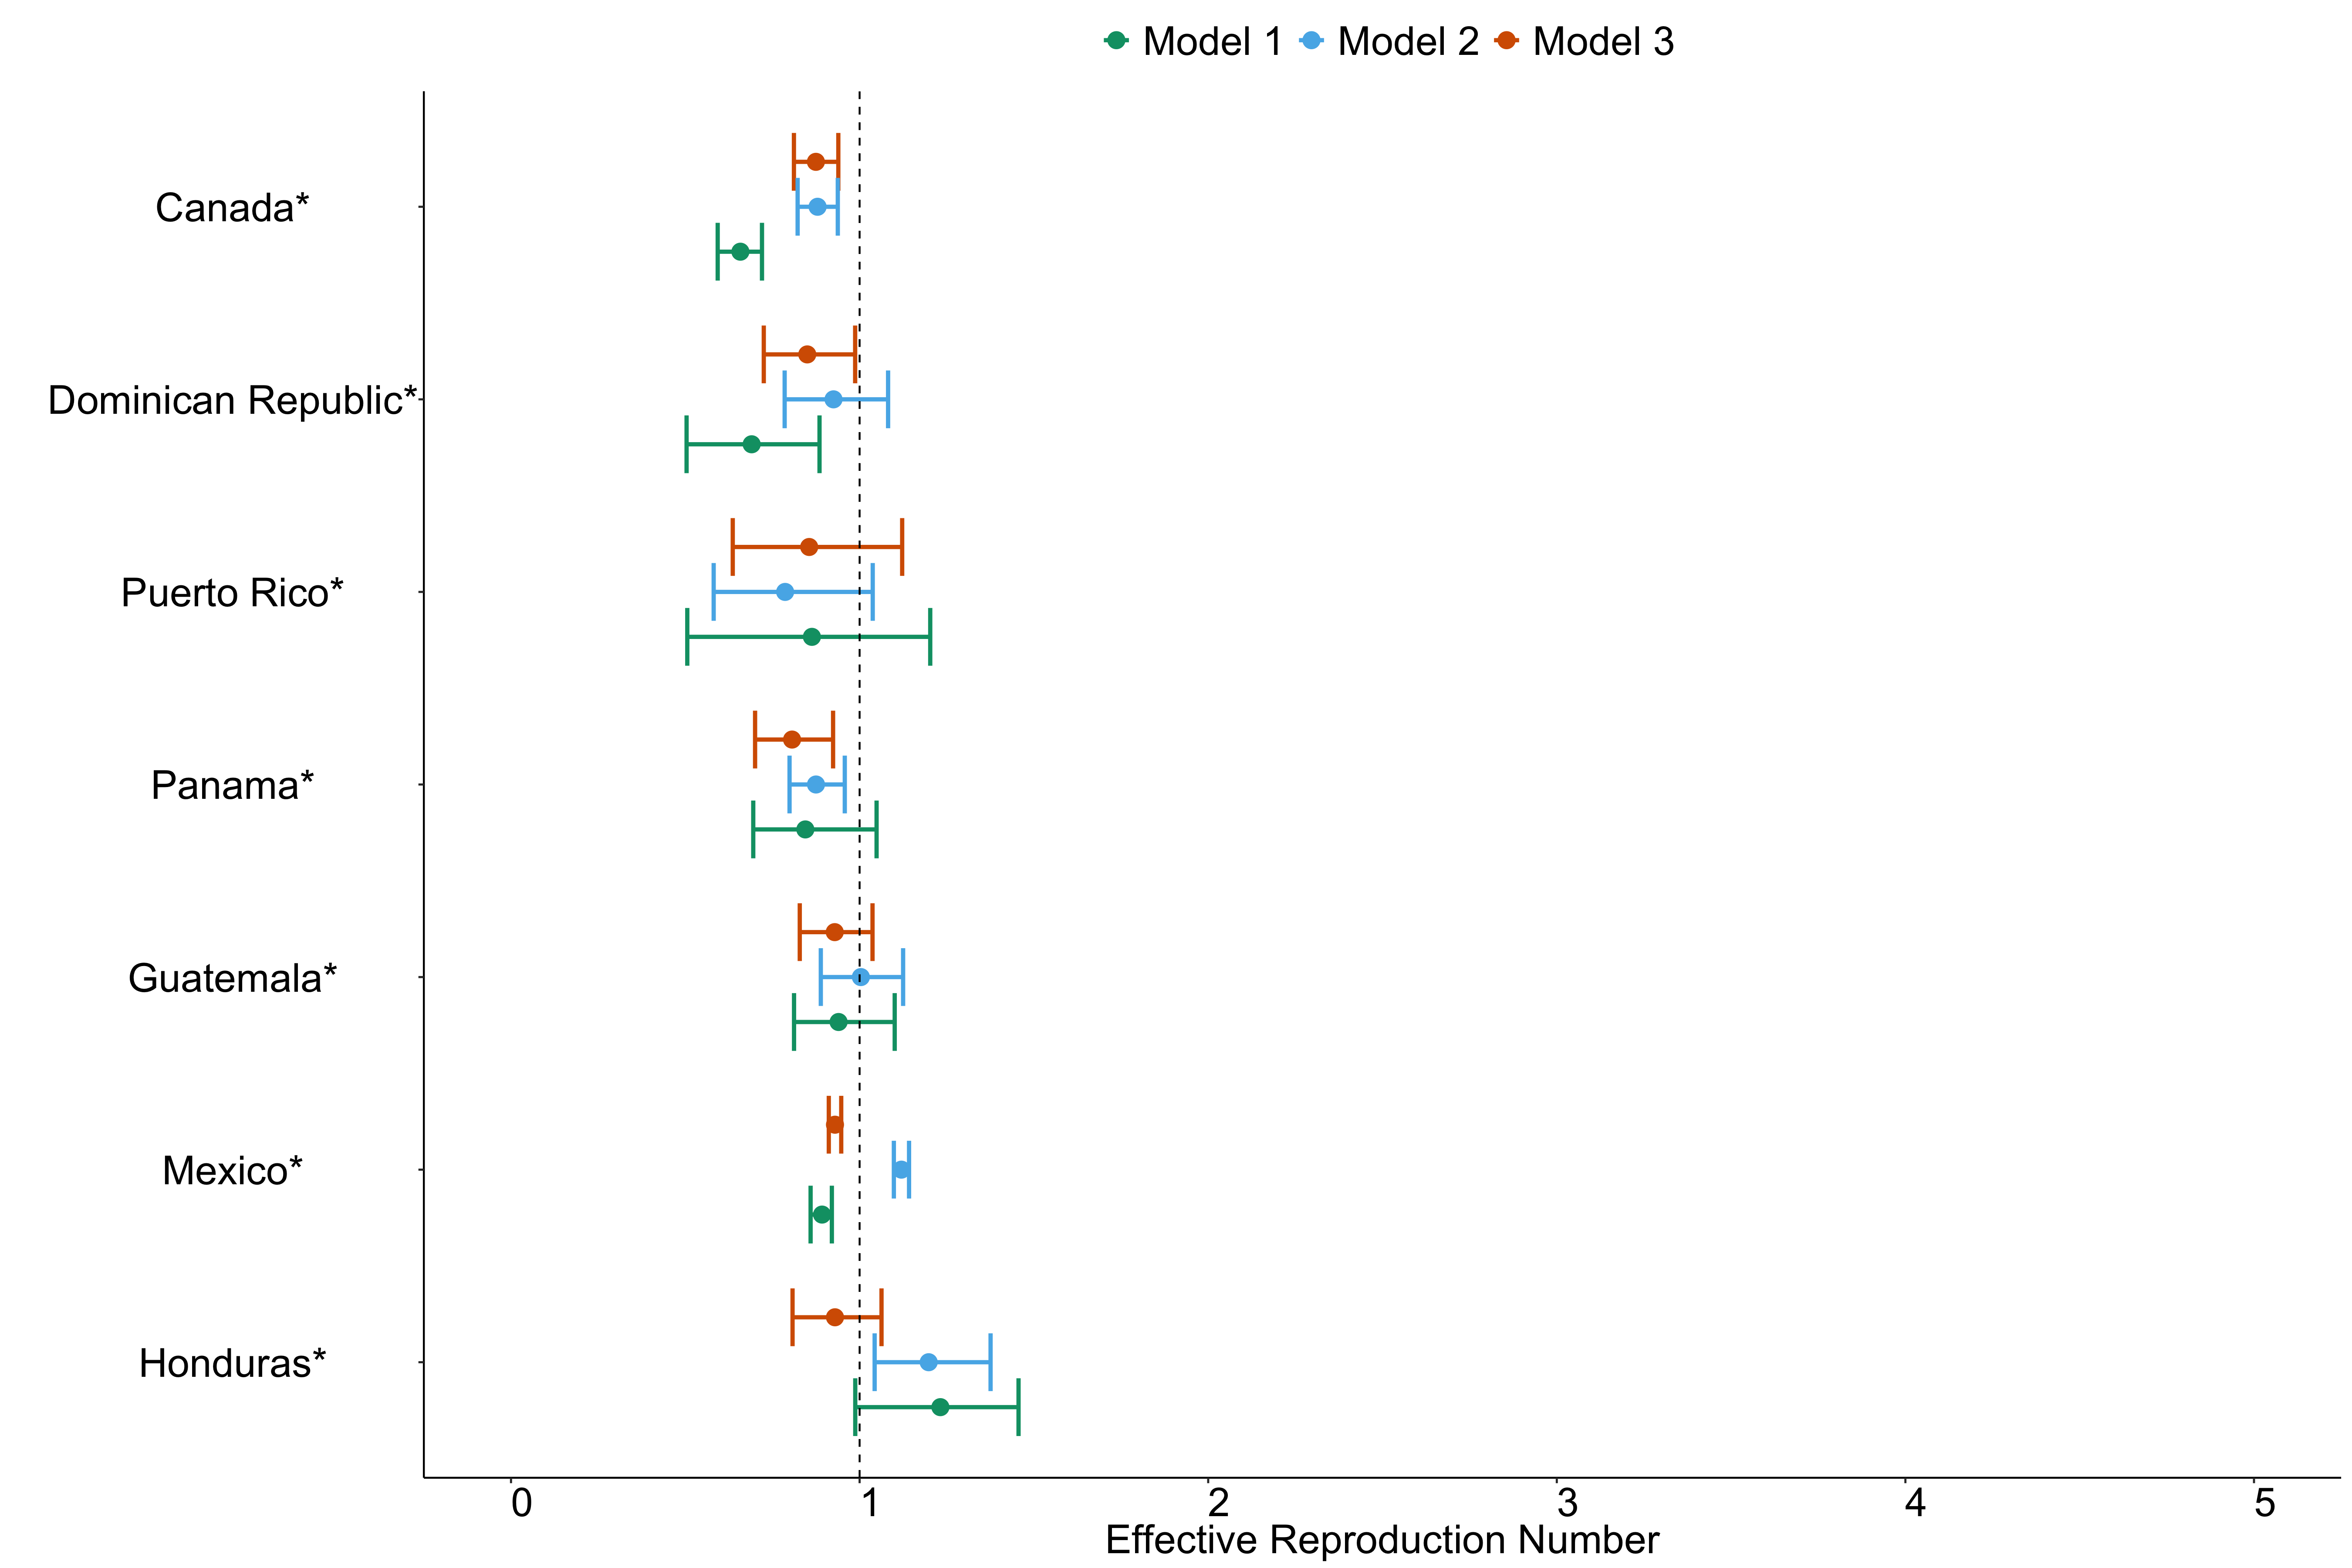 Model 1 Model 2 Model 3
Canada*
Dominican Republic*
Puerto Rico*
Panama*
Guatemala*
Mexico*
Honduras*
0 1 2 3 4 5
Effective Reproduction Number